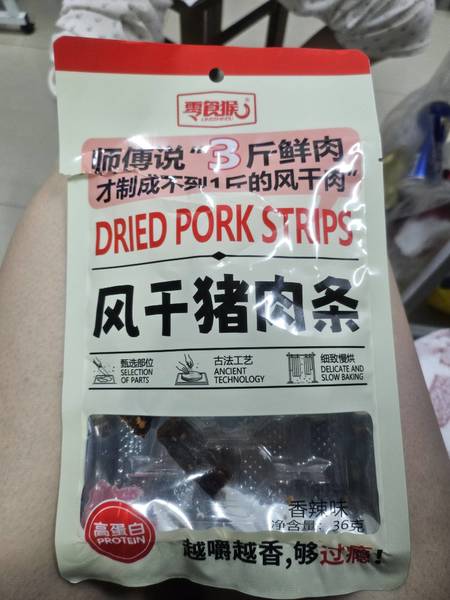 零食猴
师傅说“3斤鲜肉
才制成不到1斤的风干肉”
DRIED PORK STRIPS
风干猪肉条
甄选部位
SELECTION
OF PARTS
古法工艺
ANCIENT
TECHNOLOGY
细致慢烘
DELICATE AND
SLOW BAKING
香辣味
净含量：36克
高蛋白
PROTEIN
越嚼越香,够过瘾!